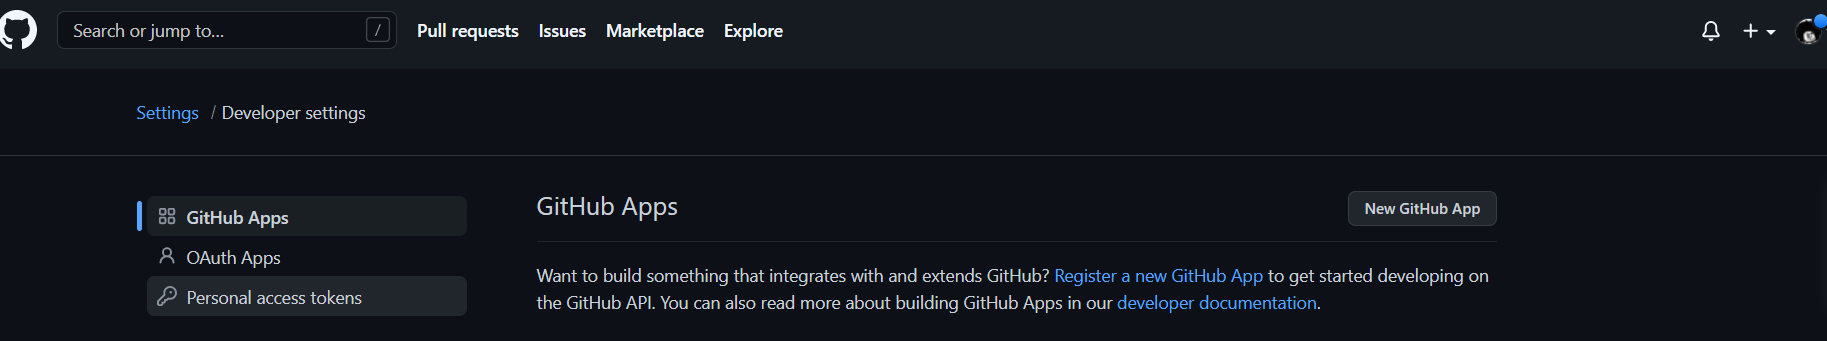 Search or jump to... /
Pull requests Issues Marketplace Explore
Settings / Developer settings
GitHub Apps
OAuth Apps
Personal access tokens
GitHub Apps
New GitHub App
Want to build something that integrates with and extends GitHub? Register a new GitHub App to get started developing on
the GitHub API. You can also read more about building GitHub Apps in our developer documentation.